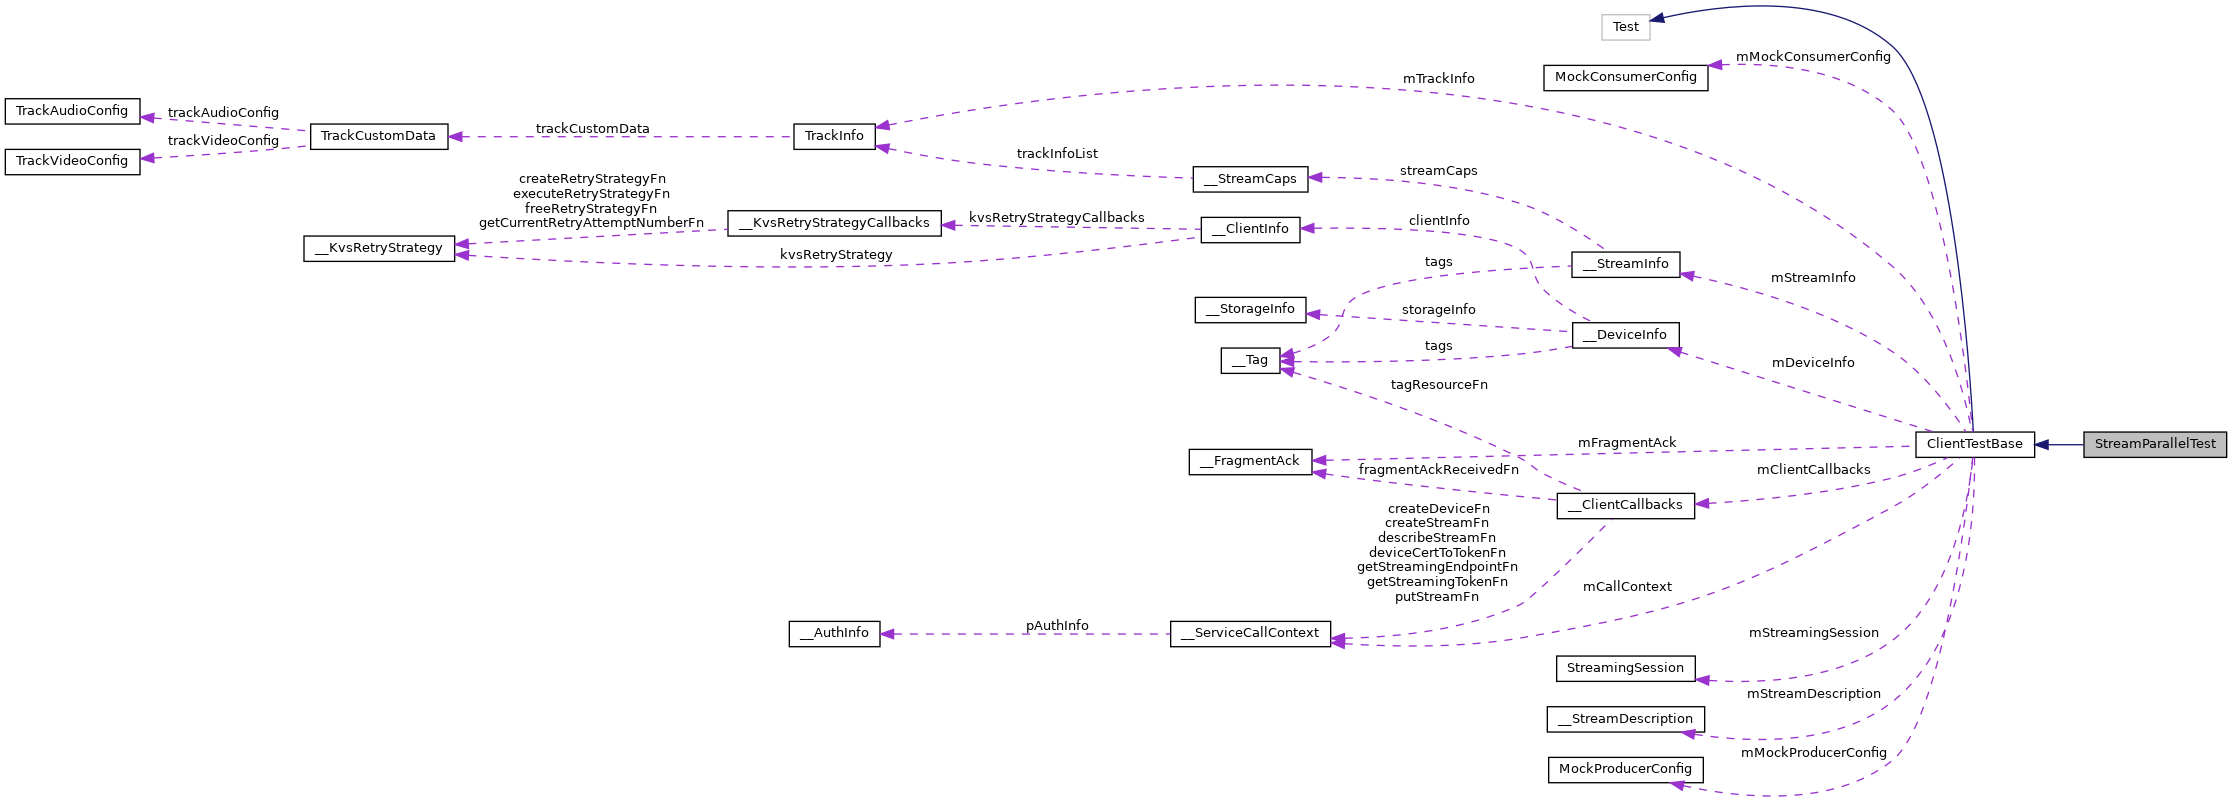 Test
mMockConsumerConfig
MockConsumerConfig
mTrackInfo
TrackAudioConfig
trackAudioConfig
trackCustomData
TrackCustomData
TrackInfo
trackVideoConfig
TrackVideoConfig
trackInfoList
streamCaps
__StreamCaps
createRetryStrategyFn
executeRetryStrategyFn
freeRetryStrategyFn
getCurrentRetryAttemptNumberFn
__KvsRetryStrategyCallbacks
kvsRetryStrategyCallbacks
clientInfo
__ClientInfo
__KvsRetryStrategy
kvsRetryStrategy
tags
__StreamInfo
mStreamInfo
__StorageInfo
storageInfo
__DeviceInfo
tags
__Tag
mDeviceInfo
tagResourceFn
mFragmentAck
ClientTestBase
StreamParallelTest
__FragmentAck
fragmentAckReceivedFn
mClientCallbacks
__ClientCallbacks
createDeviceFn
createStreamFn
describeStreamFn
deviceCertToTokenFn
getStreamingEndpointFn
getStreamingTokenFn
putStreamFn
mCallContext
__AuthInfo
pAuthInfo
__ServiceCallContext
mStreamingSession
StreamingSession
mStreamDescription
__StreamDescription
mMockProducerConfig
MockProducerConfig